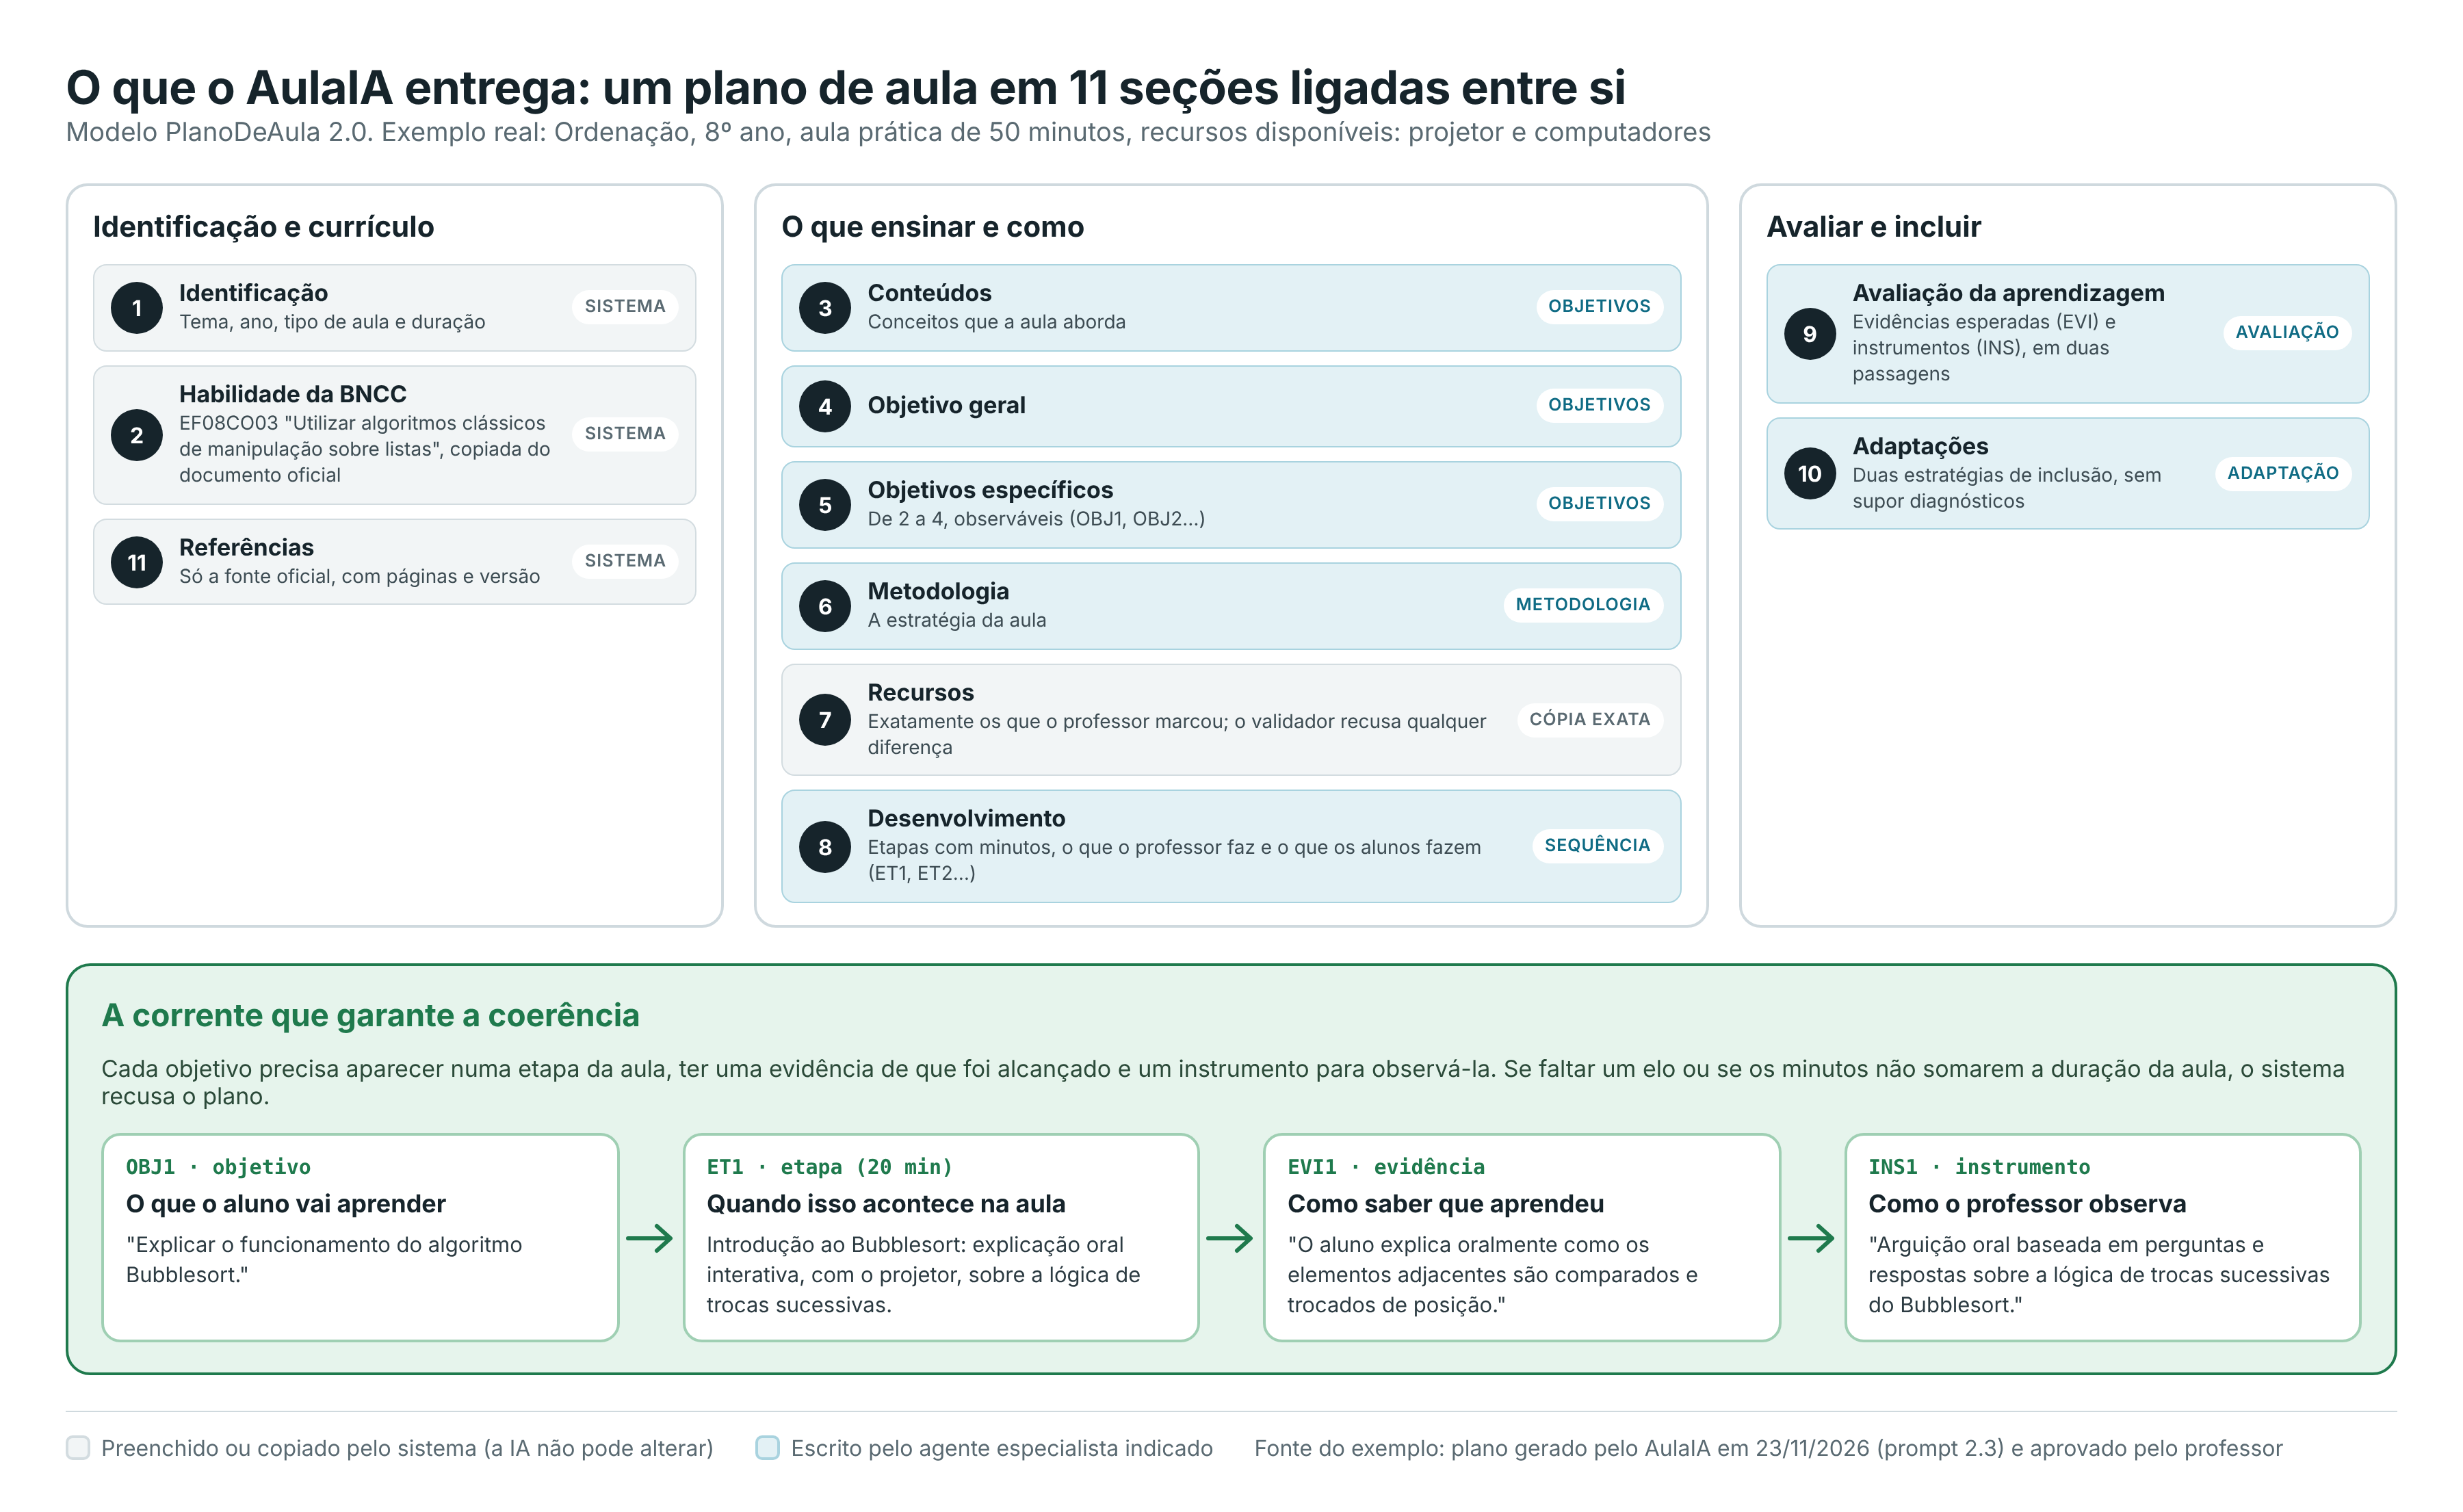 O que o AulaIA entrega: um plano de aula em 11 seções ligadas entre si
Modelo PlanoDeAula 2.0. Exemplo real: Ordenação, 8º ano, aula prática de 50 minutos, recursos disponíveis: projetor e computadores
Identificação e currículo
1
Identificação
Tema, ano, tipo de aula e duração
SISTEMA
2
Habilidade da BNCC
EF08CO03 "Utilizar algoritmos clássicos
de manipulação sobre listas", copiada do
documento oficial
SISTEMA
11
Referências
Só a fonte oficial, com páginas e versão
SISTEMA
O que ensinar e como
3
Conteúdos
Conceitos que a aula aborda
OBJETIVOS
4
Objetivo geral
OBJETIVOS
5
Objetivos específicos
De 2 a 4, observáveis (OBJ1, OBJ2...)
OBJETIVOS
6
Metodologia
A estratégia da aula
METODOLOGIA
7
Recursos
Exatamente os que o professor marcou; o validador recusa qualquer
diferença
CÓPIA EXATA
8
Desenvolvimento
Etapas com minutos, o que o professor faz e o que os alunos fazem
(ET1, ET2...)
SEQUÊNCIA
Avaliar e incluir
9
Avaliação da aprendizagem
Evidências esperadas (EVI) e
instrumentos (INS), em duas
passagens
AVALIAÇÃO
10
Adaptações
Duas estratégias de inclusão, sem
supor diagnósticos
ADAPTAÇÃO
A corrente que garante a coerência
Cada objetivo precisa aparecer numa etapa da aula, ter uma evidência de que foi alcançado e um instrumento para observá-la. Se faltar um elo ou se os minutos não somarem a duração da aula, o sistema
recusa o plano.
OBJ1 · objetivo
O que o aluno vai aprender
"Explicar o funcionamento do algoritmo
Bubblesort."
ET1 · etapa (20 min)
Quando isso acontece na aula
Introdução ao Bubblesort: explicação oral
interativa, com o projetor, sobre a lógica de
trocas sucessivas.
EVI1 · evidência
Como saber que aprendeu
"O aluno explica oralmente como os
elementos adjacentes são comparados e
trocados de posição."
INS1 · instrumento
Como o professor observa
"Arguição oral baseada em perguntas e
respostas sobre a lógica de trocas sucessivas
do Bubblesort."
Preenchido ou copiado pelo sistema (a IA não pode alterar)
Escrito pelo agente especialista indicado
Fonte do exemplo: plano gerado pelo AulaIA em 23/11/2026 (prompt 2.3) e aprovado pelo professor